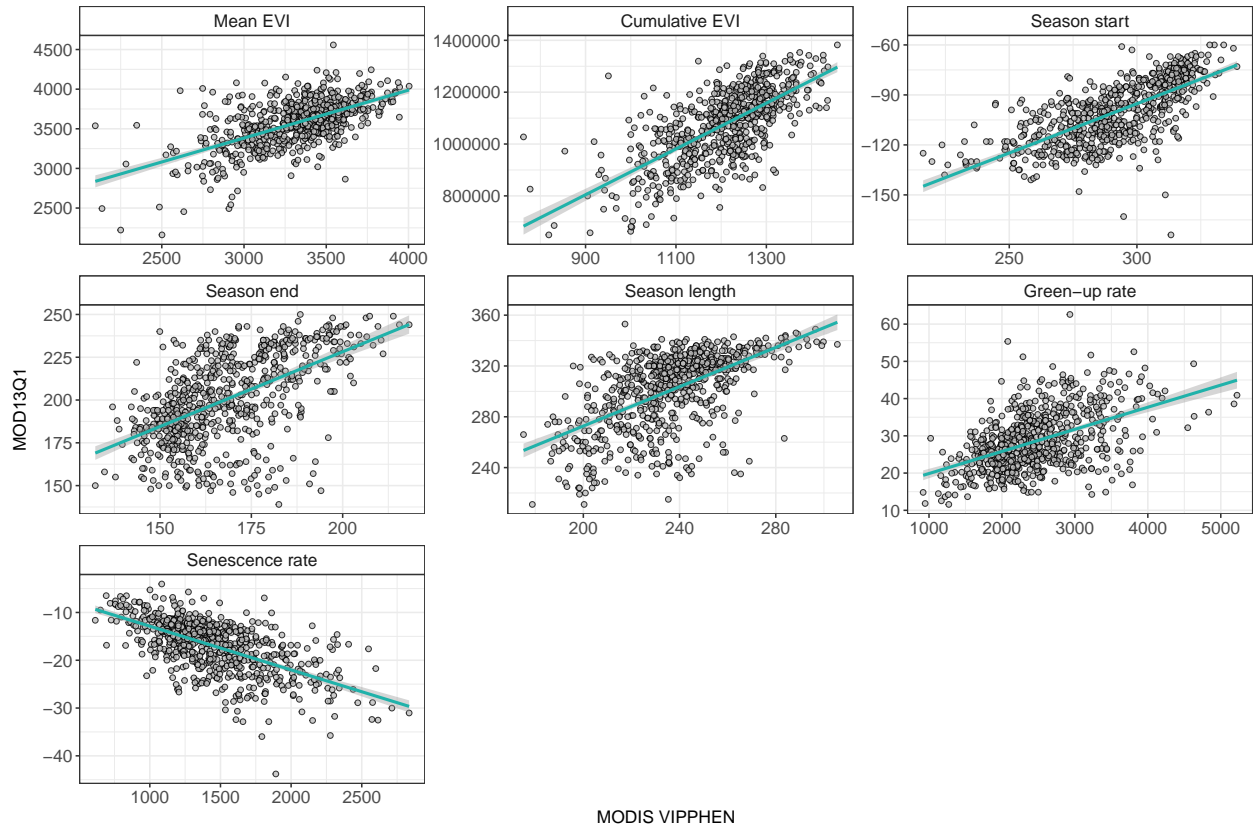 Mean EVI
4500
4000
3500
3000
2500
2500 3000 3500 4000
Cumulative EVI
1400000
1200000
1000000
800000
900 1100 1300
Season start
−60
−90
−120
−150
250 300
Season end
250
225
200
175
150
150 175 200
Season length
360
320
280
240
200 240 280
Green−up rate
60
50
40
30
20
10
1000 2000 3000 4000 5000
Senescence rate
−10
−20
−30
−40
1000 1500 2000 2500
MOD13Q1
MODIS VIPPHEN